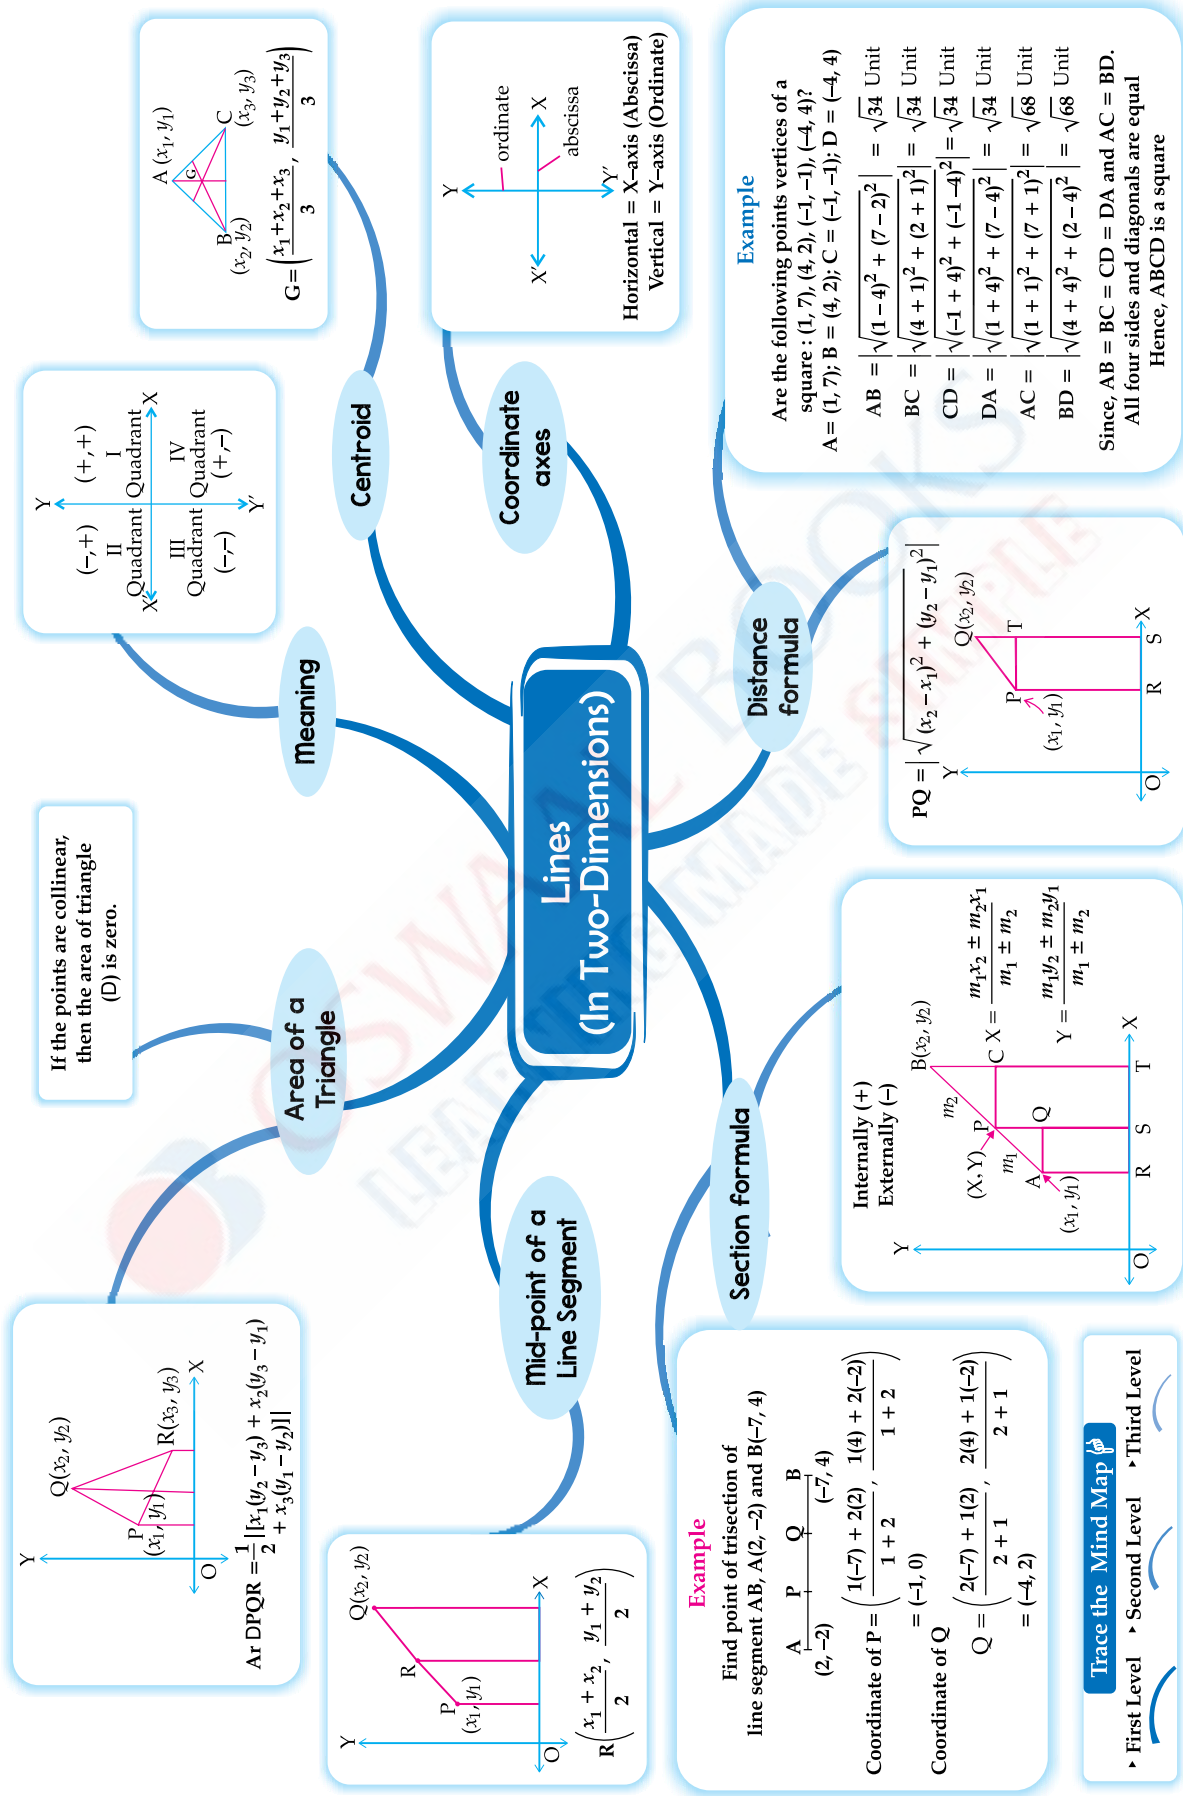 Lines
(In Two-Dimensions)
Meaning
Y
(−,+)
(+,+)
II
Quadrant
I
Quadrant
X′
X
III
Quadrant
(−,−)
IV
Quadrant
(+,−)
Y′
Centroid
A (x₁, y₁)
G
B
(x₂, y₂)
C
(x₃, y₃)
G = ((x₁+x₂+x₃)/3, (y₁+y₂+y₃)/3)
Coordinate
axes
Y
ordinate
X′
X
abscissa
Y′
Horizontal = X–axis (Abscissa)
Vertical = Y–axis (Ordinate)
Distance
formula
Example
Are the following points vertices of a
square : (1, 7), (4, 2), (−1, −1), (−4, 4)?
A = (1, 7); B = (4, 2); C = (−1, −1); D = (−4, 4)
AB = |√((1 − 4)² + (7 − 2)²)| = √34 Unit
BC = |√((4 + 1)² + (2 + 1)²)| = √34 Unit
CD = |√((−1 + 4)² + (−1 − 4)²)| = √34 Unit
DA = |√((1 + 4)² + (7 − 4)²)| = √34 Unit
AC = |√((1 + 1)² + (7 + 1)²)| = √68 Unit
BD = |√((4 + 4)² + (2 − 4)²)| = √68 Unit
Since, AB = BC = CD = DA and AC = BD.
All four sides and diagonals are equal
Hence, ABCD is a square
PQ = |√((x₂ − x₁)² + (y₂ − y₁)²)|
Y
Q(x₂, y₂)
P
T
(x₁, y₁)
O
R
S
X
Section formula
Internally (+)
Externally (−)
Y
B(x₂, y₂)
m₂
P
C
(X,Y)
m₁
A
Q
(x₁, y₁)
O
R
S
T
X
X = (m₁x₂ ± m₂x₁)/(m₁ ± m₂)
Y = (m₁y₂ ± m₂y₁)/(m₁ ± m₂)
Example
Find point of trisection of
line segment AB, A(2, −2) and B(−7, 4)
A P Q B
(2, −2) (−7, 4)
Coordinate of P = ((1(−7) + 2(2))/(1 + 2), (1(4) + 2(−2))/(1 + 2))
= (−1, 0)
Coordinate of Q
Q = ((2(−7) + 1(2))/(2 + 1), (2(4) + 1(−2))/(2 + 1))
= (−4, 2)
Mid-point of a
Line Segment
Y
Q(x₂, y₂)
R
P
(x₁, y₁)
O
X
R((x₁ + x₂)/2, (y₁ + y₂)/2)
Area of a
Triangle
If the points are collinear,
then the area of triangle
(D) is zero.
Y
Q(x₂, y₂)
P
(x₁, y₁)
R(x₃, y₃)
O
X
Ar DPQR = 1/2 |[x₁(y₂ − y₃) + x₂(y₃ − y₁)
+ x₃(y₁ − y₂)]|
Trace the Mind Map
▸ First Level ▸ Second Level ▸ Third Level
OSWAAL BOOKS
LEARNING MADE SIMPLE